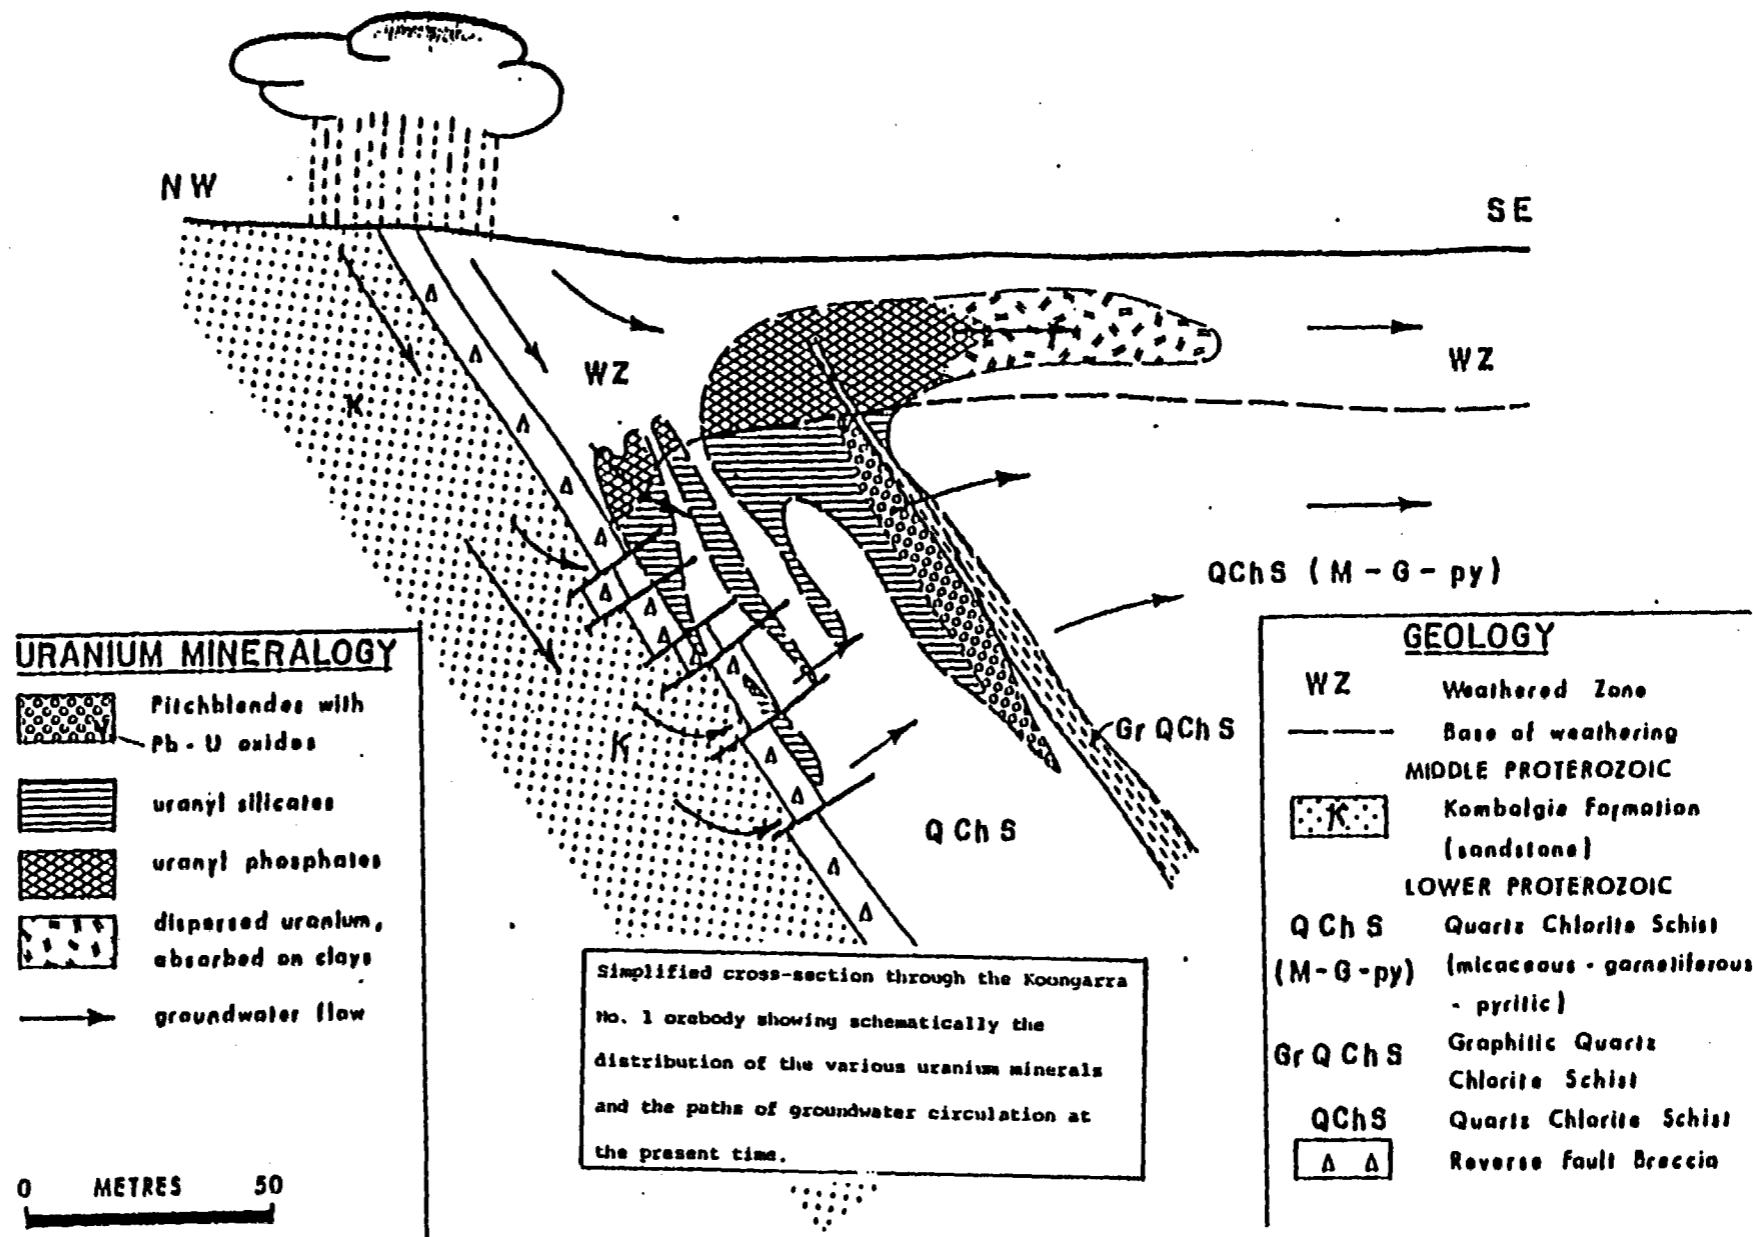 NW
SE
WZ
WZ
K
K
QChS (M - G - py)
Gr QChS
QChS
URANIUM MINERALOGY
Pitchblendes with
Pb - U oxides
uranyl silicates
uranyl phosphates
dispersed uranium,
absorbed on clays
groundwater flow
0 METRES 50
Simplified cross-section through the Koongarra
No. 1 orebody showing schematically the
distribution of the various uranium minerals
and the paths of groundwater circulation at
the present time.
GEOLOGY
WZ Weathered Zone
Base of weathering
MIDDLE PROTEROZOIC
K Kombolgie Formation
(sandstone)
LOWER PROTEROZOIC
QChS Quartz Chlorite Schist
(M-G-py) (micaceous - garnetiferous
- pyritic)
GrQChS Graphitic Quartz
Chlorite Schist
QChS Quartz Chlorite Schist
Reverse Fault Breccia